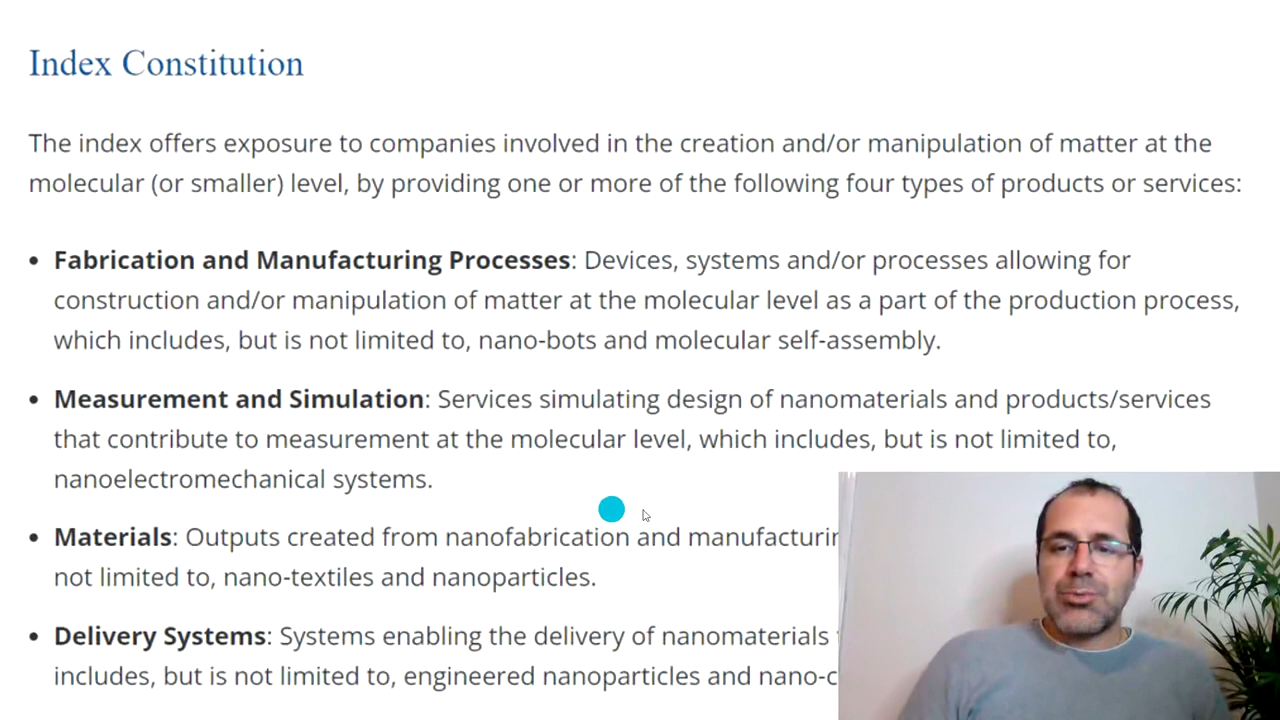 Index Constitution
The index offers exposure to companies involved in the creation and/or manipulation of matter at the
molecular (or smaller) level, by providing one or more of the following four types of products or services:
• Fabrication and Manufacturing Processes: Devices, systems and/or processes allowing for
construction and/or manipulation of matter at the molecular level as a part of the production process,
which includes, but is not limited to, nano-bots and molecular self-assembly.
• Measurement and Simulation: Services simulating design of nanomaterials and products/services
that contribute to measurement at the molecular level, which includes, but is not limited to,
nanoelectromechanical systems.
• Materials: Outputs created from nanofabrication and
not limited to, nano-textiles and nanoparticles.
• Delivery Systems: Systems enabling the delivery of nanomaterials
includes, but is not limited to, engineered nanoparticles and